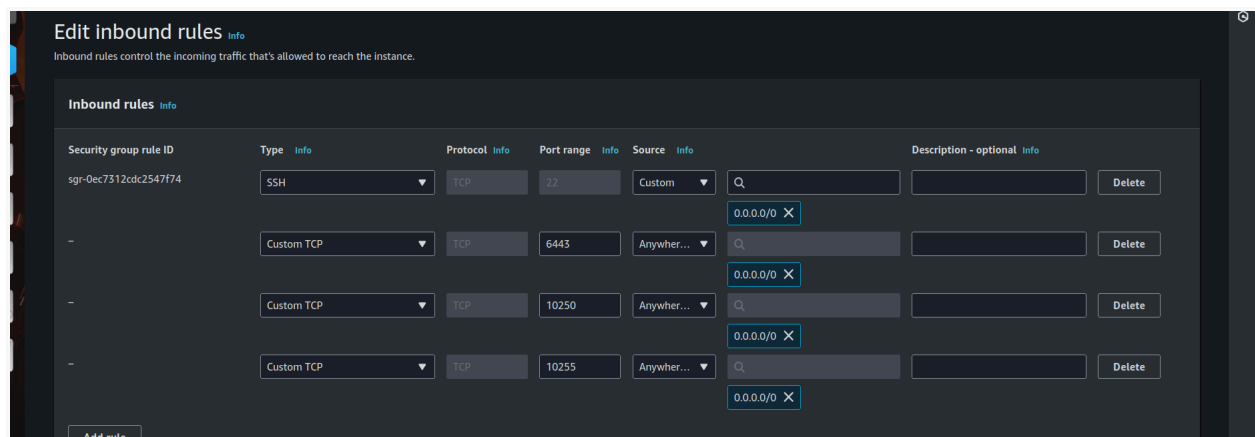 Edit inbound rules Info
Inbound rules control the incoming traffic that's allowed to reach the instance.
Inbound rules Info
Security group rule ID Type Info Protocol Info Port range Info Source Info Description - optional Info
sgr-0ec7312cdc2547f74 SSH TCP 22 Custom Delete
0.0.0.0/0
– Custom TCP TCP 6443 Anywher... Delete
0.0.0.0/0
– Custom TCP TCP 10250 Anywher... Delete
0.0.0.0/0
– Custom TCP TCP 10255 Anywher... Delete
0.0.0.0/0
Add rule